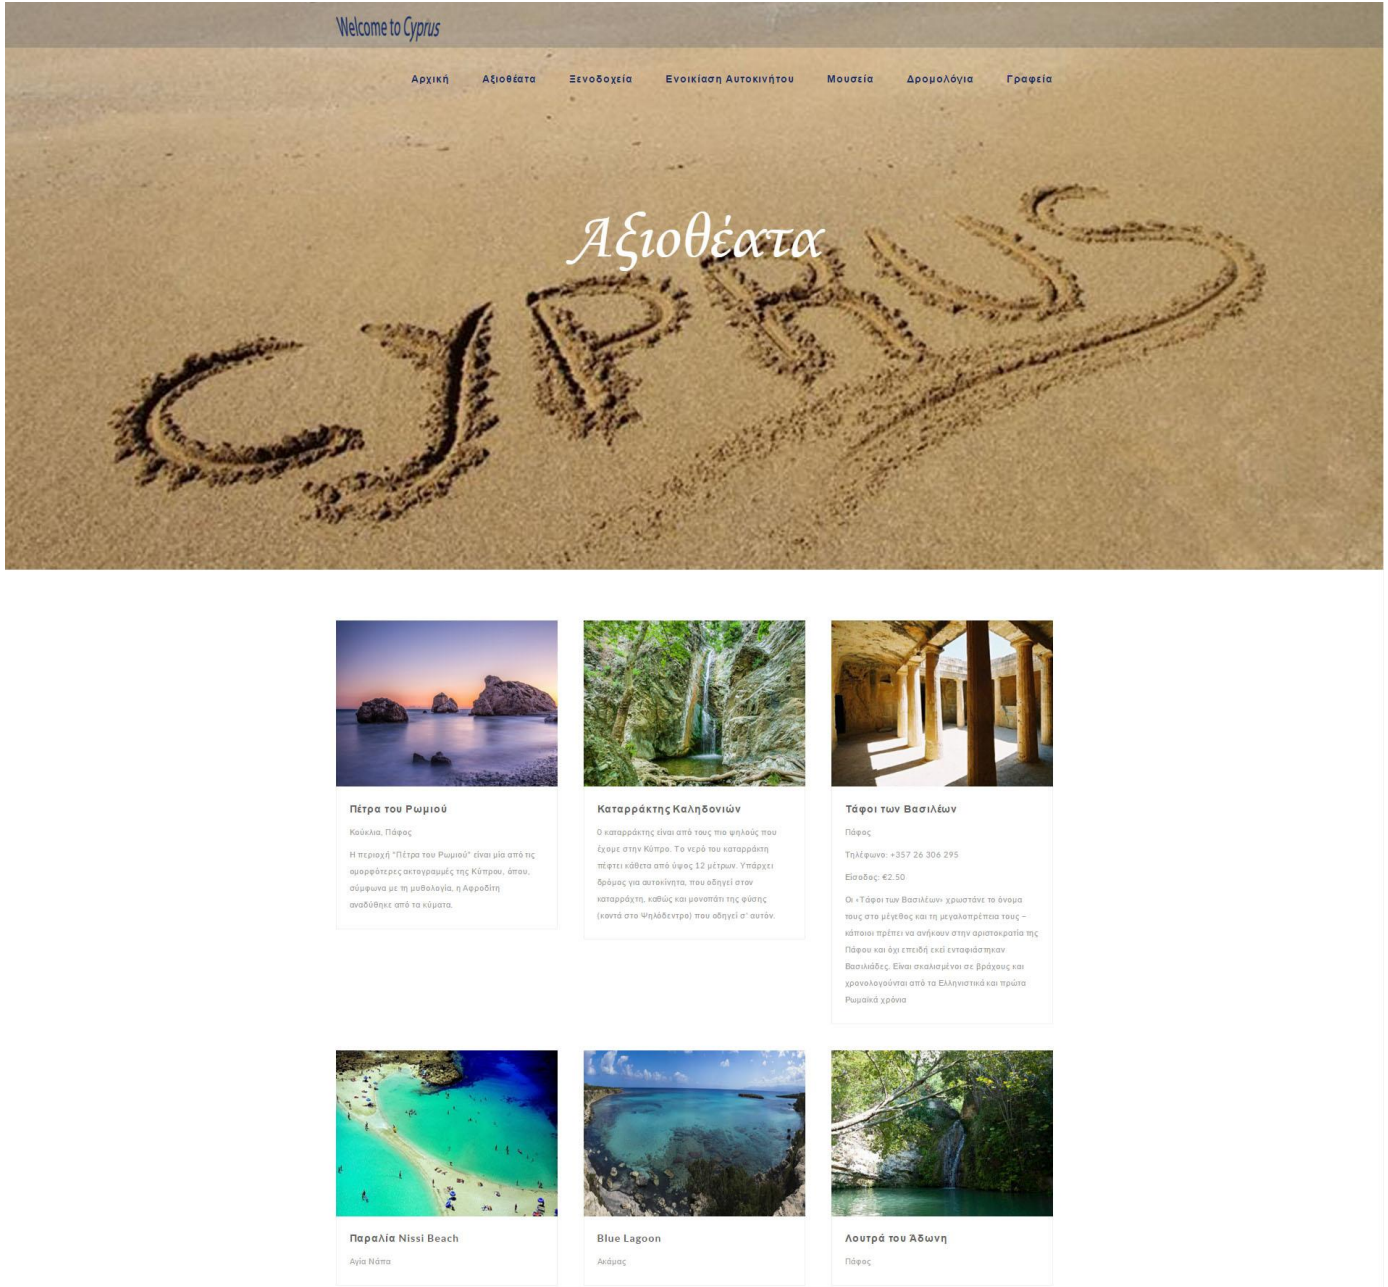 Welcome to Cyprus
Αρχική Αξιοθέατα Ξενοδοχεία Ενοικίαση Αυτοκινήτου Μουσεία Δρομολόγια Γραφεία
Αξιοθέατα
CYPRUS
Πέτρα του Ρωμιού
Κούκλια, Πάφος
Η περιοχή "Πέτρα του Ρωμιού" είναι μία από τις
ομορφότερες ακτογραμμές της Κύπρου, όπου,
σύμφωνα με τη μυθολογία, η Αφροδίτη
αναδύθηκε από τα κύματα.
Καταρράκτης Καληδονιών
Ο καταρράκτης είναι από τους πιο ψηλούς που
έχομε στην Κύπρο. Το νερό του καταρράκτη
πέφτει κάθετα από ύψος 12 μέτρων. Υπάρχει
δρόμος για αυτοκίνητα, που οδηγεί στον
καταρράχτη, καθώς και μονοπάτι της φύσης
(κοντά στο Ψηλόδεντρο) που οδηγεί σ' αυτόν.
Τάφοι των Βασιλέων
Πάφος
Τηλέφωνο: +357 26 306 295
Είσοδος: €2.50
Οι «Τάφοι των Βασιλέων» χρωστάνε το όνομα
τους στο μέγεθος και τη μεγαλοπρέπεια τους –
κάποιοι πρέπει να ανήκουν στην αριστοκρατία της
Πάφου και όχι επειδή εκεί ενταφιάστηκαν
Βασιλιάδες. Είναι σκαλισμένοι σε βράχους και
χρονολογούνται από τα Ελληνιστικά και πρώτα
Ρωμαϊκά χρόνια
Παραλία Nissi Beach
Αγία Νάπα
Blue Lagoon
Ακάμας
Λουτρά του Άδωνη
Πάφος